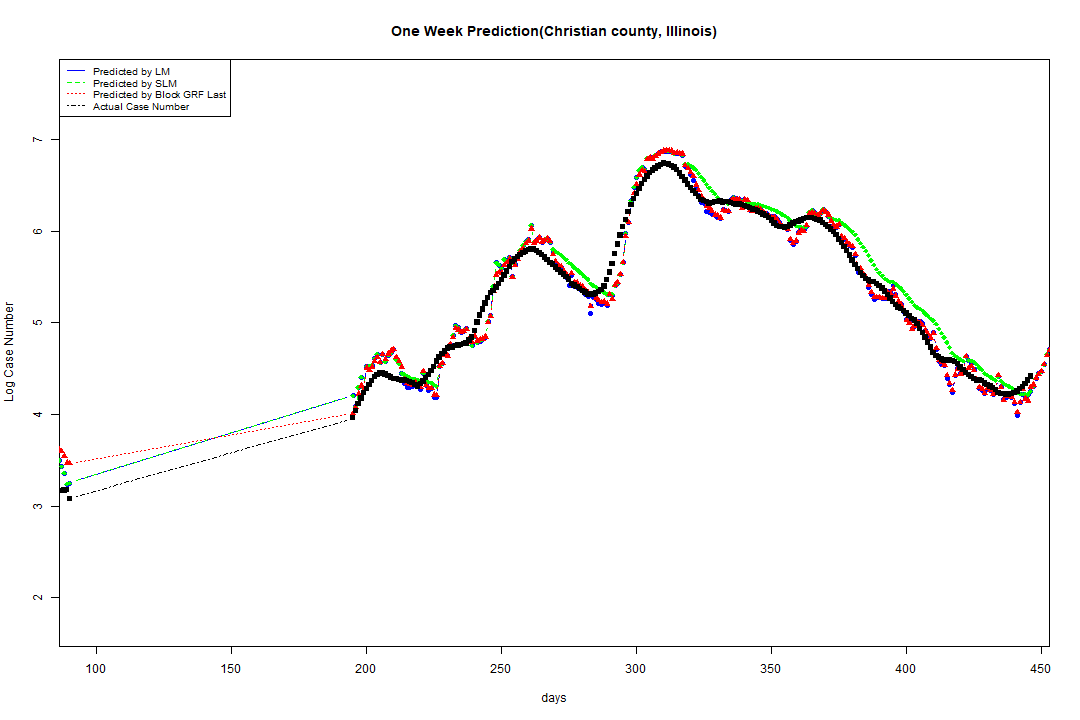 One Week Prediction(Christian county, Illinois)
Predicted by LM
Predicted by SLM
Predicted by Block GRF Last
Actual Case Number
Log Case Number
7
6
5
4
3
2
100 150 200 250 300 350 400 450
days